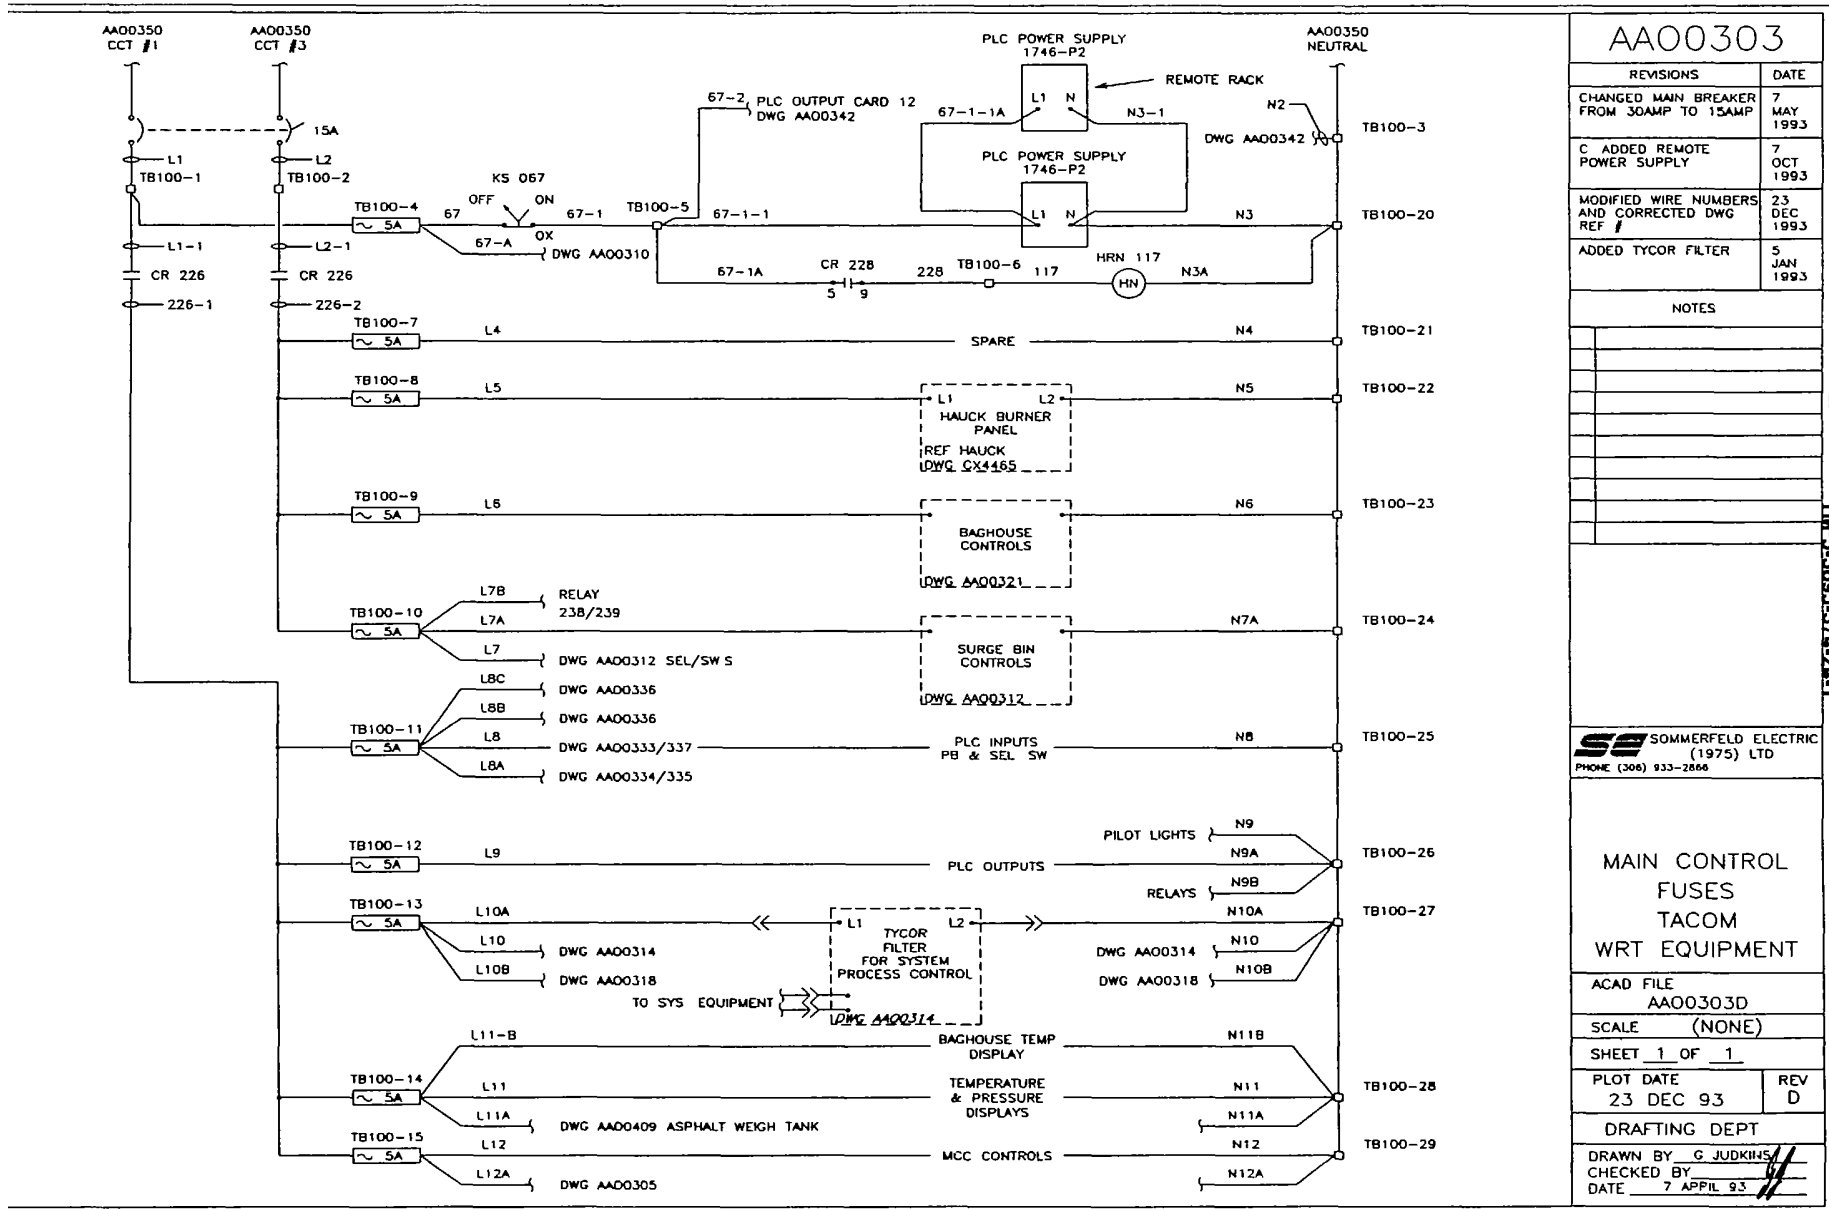 AA00350
CCT #1
AA00350
CCT #3
15A
L1
L2
TB100-1
TB100-2
L1-1
L2-1
CR 226
CR 226
226-1
226-2
PLC POWER SUPPLY
1746-P2
REMOTE RACK
L1 N
67-1-1A
N3-1
67-2
PLC OUTPUT CARD 12
DWG AA00342
AA00350
NEUTRAL
N2
DWG AA00342
TB100-3
PLC POWER SUPPLY
1746-P2
L1 N
TB100-4
5A
67
KS 067
OFF
ON
OX
67-1
TB100-5
67-1-1
N3
TB100-20
67-A
DWG AA00310
67-1A
CR 228
5 9
228
TB100-6
117
HRN 117
HN
N3A
TB100-7
5A
L4
SPARE
N4
TB100-21
TB100-8
5A
L5
L1 L2
HAUCK BURNER
PANEL
REF HAUCK
DWG CX4465
N5
TB100-22
TB100-9
5A
L6
BAGHOUSE
CONTROLS
DWG AA00321
N6
TB100-23
TB100-10
5A
L7B
RELAY
238/239
L7A
L7
DWG AA00312 SEL/SW S
SURGE BIN
CONTROLS
DWG AA00312
N7A
TB100-24
TB100-11
5A
L8C
DWG AA00336
L8B
DWG AA00336
L8
DWG AA00333/337
PLC INPUTS
PB & SEL SW
N8
TB100-25
L8A
DWG AA00334/335
TB100-12
5A
L9
PLC OUTPUTS
PILOT LIGHTS
N9
N9A
RELAYS
N9B
TB100-26
TB100-13
5A
L10A
L1 L2
TYCOR
FILTER
FOR SYSTEM
PROCESS CONTROL
DWG AA00314
N10A
TB100-27
L10
DWG AA00314
DWG AA00314
N10
L10B
DWG AA00318
DWG AA00318
N10B
TO SYS EQUIPMENT
L11-B
BAGHOUSE TEMP
DISPLAY
N11B
TB100-14
5A
L11
TEMPERATURE
& PRESSURE
DISPLAYS
N11
TB100-28
L11A
DWG AA00409 ASPHALT WEIGH TANK
N11A
TB100-15
5A
L12
MCC CONTROLS
N12
TB100-29
L12A
DWG AA00305
N12A
AA00303
REVISIONS DATE
CHANGED MAIN BREAKER
FROM 30AMP TO 15AMP
7
MAY
1993
C ADDED REMOTE
POWER SUPPLY
7
OCT
1993
MODIFIED WIRE NUMBERS
AND CORRECTED DWG
REF #
23
DEC
1993
ADDED TYCOR FILTER
5
JAN
1993
NOTES
SE
SOMMERFELD ELECTRIC
(1975) LTD
PHONE (306) 933-2866
MAIN CONTROL
FUSES
TACOM
WRT EQUIPMENT
ACAD FILE
AA00303D
SCALE (NONE)
SHEET 1 OF 1
PLOT DATE
23 DEC 93
REV
D
DRAFTING DEPT
DRAWN BY G JUDKINS
CHECKED BY
DATE 7 APPIL 93